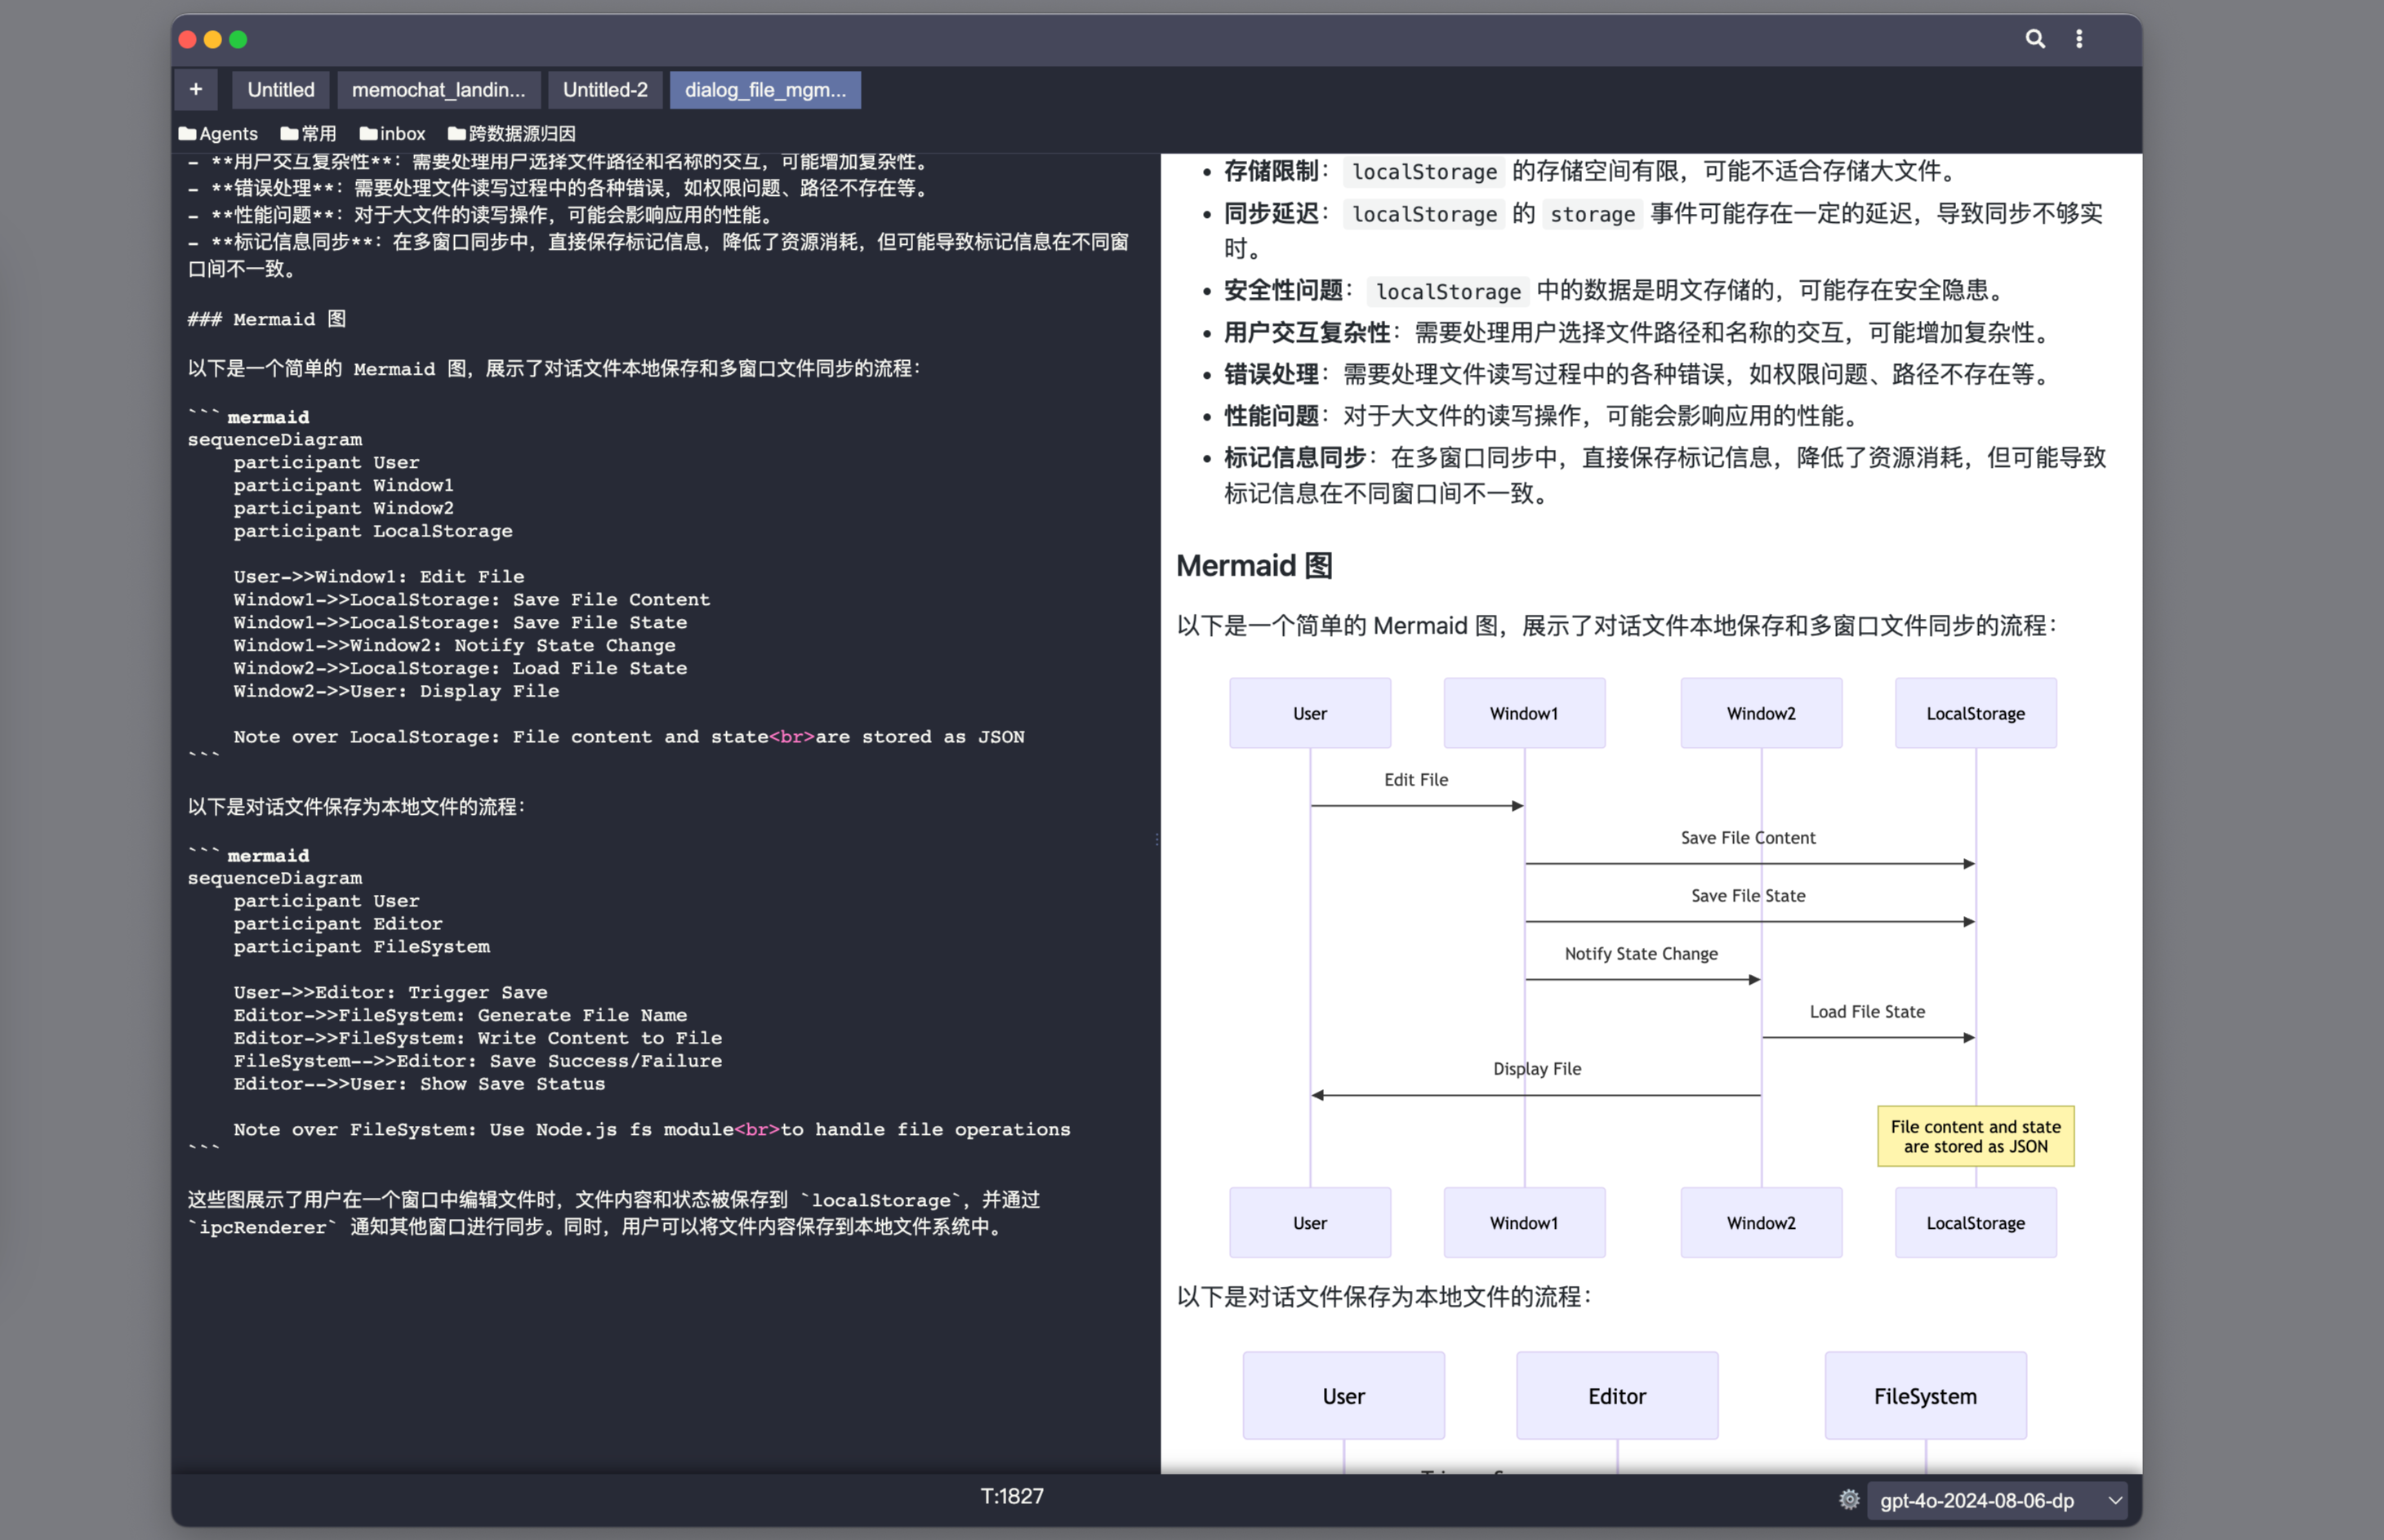 + Untitled memochat_landin... Untitled-2 dialog_file_mgm...
Agents 常用 inbox 跨数据源归因
- **用户交互复杂性**：需要处理用户选择文件路径和名称的交互，可能增加复杂性。
- **错误处理**：需要处理文件读写过程中的各种错误，如权限问题、路径不存在等。
- **性能问题**：对于大文件的读写操作，可能会影响应用的性能。
- **标记信息同步**：在多窗口同步中，直接保存标记信息，降低了资源消耗，但可能导致标记信息在不同窗
口间不一致。
### Mermaid 图
以下是一个简单的 Mermaid 图，展示了对话文件本地保存和多窗口文件同步的流程：
```mermaid
sequenceDiagram
participant User
participant Window1
participant Window2
participant LocalStorage
User->>Window1: Edit File
Window1->>LocalStorage: Save File Content
Window1->>LocalStorage: Save File State
Window1->>Window2: Notify State Change
Window2->>LocalStorage: Load File State
Window2->>User: Display File
Note over LocalStorage: File content and state<br>are stored as JSON
```
以下是对话文件保存为本地文件的流程：
```mermaid
sequenceDiagram
participant User
participant Editor
participant FileSystem
User->>Editor: Trigger Save
Editor->>FileSystem: Generate File Name
Editor->>FileSystem: Write Content to File
FileSystem-->>Editor: Save Success/Failure
Editor-->>User: Show Save Status
Note over FileSystem: Use Node.js fs module<br>to handle file operations
```
这些图展示了用户在一个窗口中编辑文件时，文件内容和状态被保存到 `localStorage`，并通过
`ipcRenderer` 通知其他窗口进行同步。同时，用户可以将文件内容保存到本地文件系统中。
• 存储限制： localStorage 的存储空间有限，可能不适合存储大文件。
• 同步延迟： localStorage 的 storage 事件可能存在一定的延迟，导致同步不够实
时。
• 安全性问题： localStorage 中的数据是明文存储的，可能存在安全隐患。
• 用户交互复杂性：需要处理用户选择文件路径和名称的交互，可能增加复杂性。
• 错误处理：需要处理文件读写过程中的各种错误，如权限问题、路径不存在等。
• 性能问题：对于大文件的读写操作，可能会影响应用的性能。
• 标记信息同步：在多窗口同步中，直接保存标记信息，降低了资源消耗，但可能导致
标记信息在不同窗口间不一致。
Mermaid 图
以下是一个简单的 Mermaid 图，展示了对话文件本地保存和多窗口文件同步的流程：
User Window1 Window2 LocalStorage
Edit File
Save File Content
Save File State
Notify State Change
Load File State
Display File
File content and state
are stored as JSON
User Window1 Window2 LocalStorage
以下是对话文件保存为本地文件的流程：
User Editor FileSystem
T:1827
gpt-4o-2024-08-06-dp